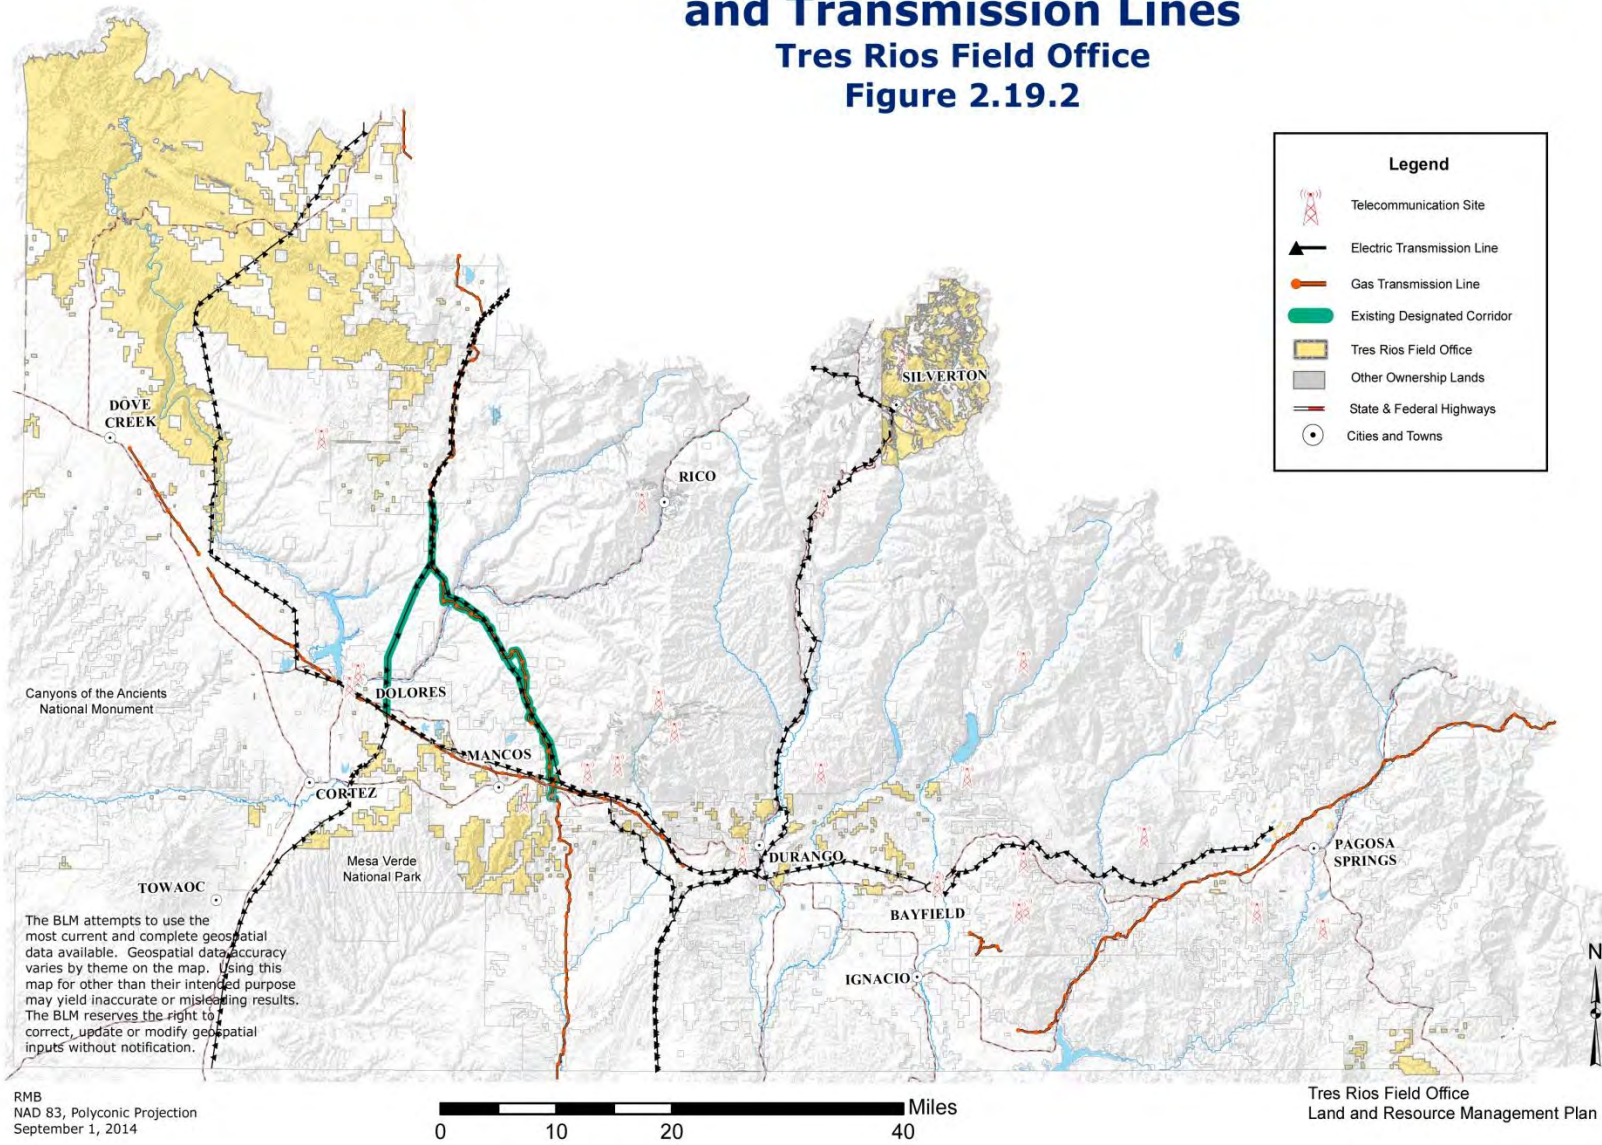 and Transmission Lines
Tres Rios Field Office
Figure 2.19.2
Legend
Telecommunication Site
Electric Transmission Line
Gas Transmission Line
Existing Designated Corridor
Tres Rios Field Office
Other Ownership Lands
State & Federal Highways
Cities and Towns
SILVERTON
DOVE
CREEK
RICO
Canyons of the Ancients
National Monument
DOLORES
MANCOS
CORTEZ
Mesa Verde
National Park
DURANGO
PAGOSA
SPRINGS
TOWAOC
BAYFIELD
IGNACIO
N
The BLM attempts to use the
most current and complete geospatial
data available. Geospatial data accuracy
varies by theme on the map. Using this
map for other than their intended purpose
may yield inaccurate or misleading results.
The BLM reserves the right to
correct, update or modify geospatial
inputs without notification.
RMB
NAD 83, Polyconic Projection
September 1, 2014
Miles
0 10 20 40
Tres Rios Field Office
Land and Resource Management Plan